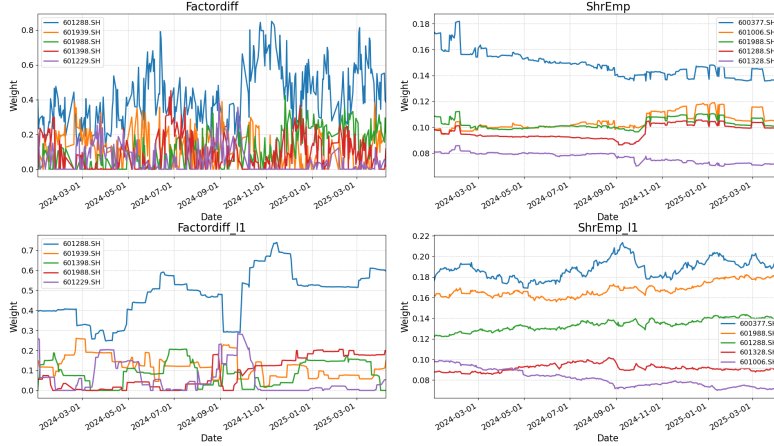 Factordiff
601288.SH
601939.SH
601988.SH
601398.SH
601229.SH
Weight
0.8
0.6
0.4
0.2
0.0
2024-03-01
2024-05-01
2024-07-01
2024-09-01
2024-11-01
2025-01-01
2025-03-01
Date
ShrEmp
600377.SH
601006.SH
601988.SH
601288.SH
601328.SH
Weight
0.18
0.16
0.14
0.12
0.10
0.08
2024-03-01
2024-05-01
2024-07-01
2024-09-01
2024-11-01
2025-01-01
2025-03-01
Date
Factordiff_l1
601288.SH
601939.SH
601398.SH
601988.SH
601229.SH
Weight
0.7
0.6
0.5
0.4
0.3
0.2
0.1
0.0
2024-03-01
2024-05-01
2024-07-01
2024-09-01
2024-11-01
2025-01-01
2025-03-01
Date
ShrEmp_l1
Weight
0.22
0.20
0.18
0.16
0.14
0.12
0.10
0.08
600377.SH
601988.SH
601288.SH
601328.SH
601006.SH
2024-03-01
2024-05-01
2024-07-01
2024-09-01
2024-11-01
2025-01-01
2025-03-01
Date